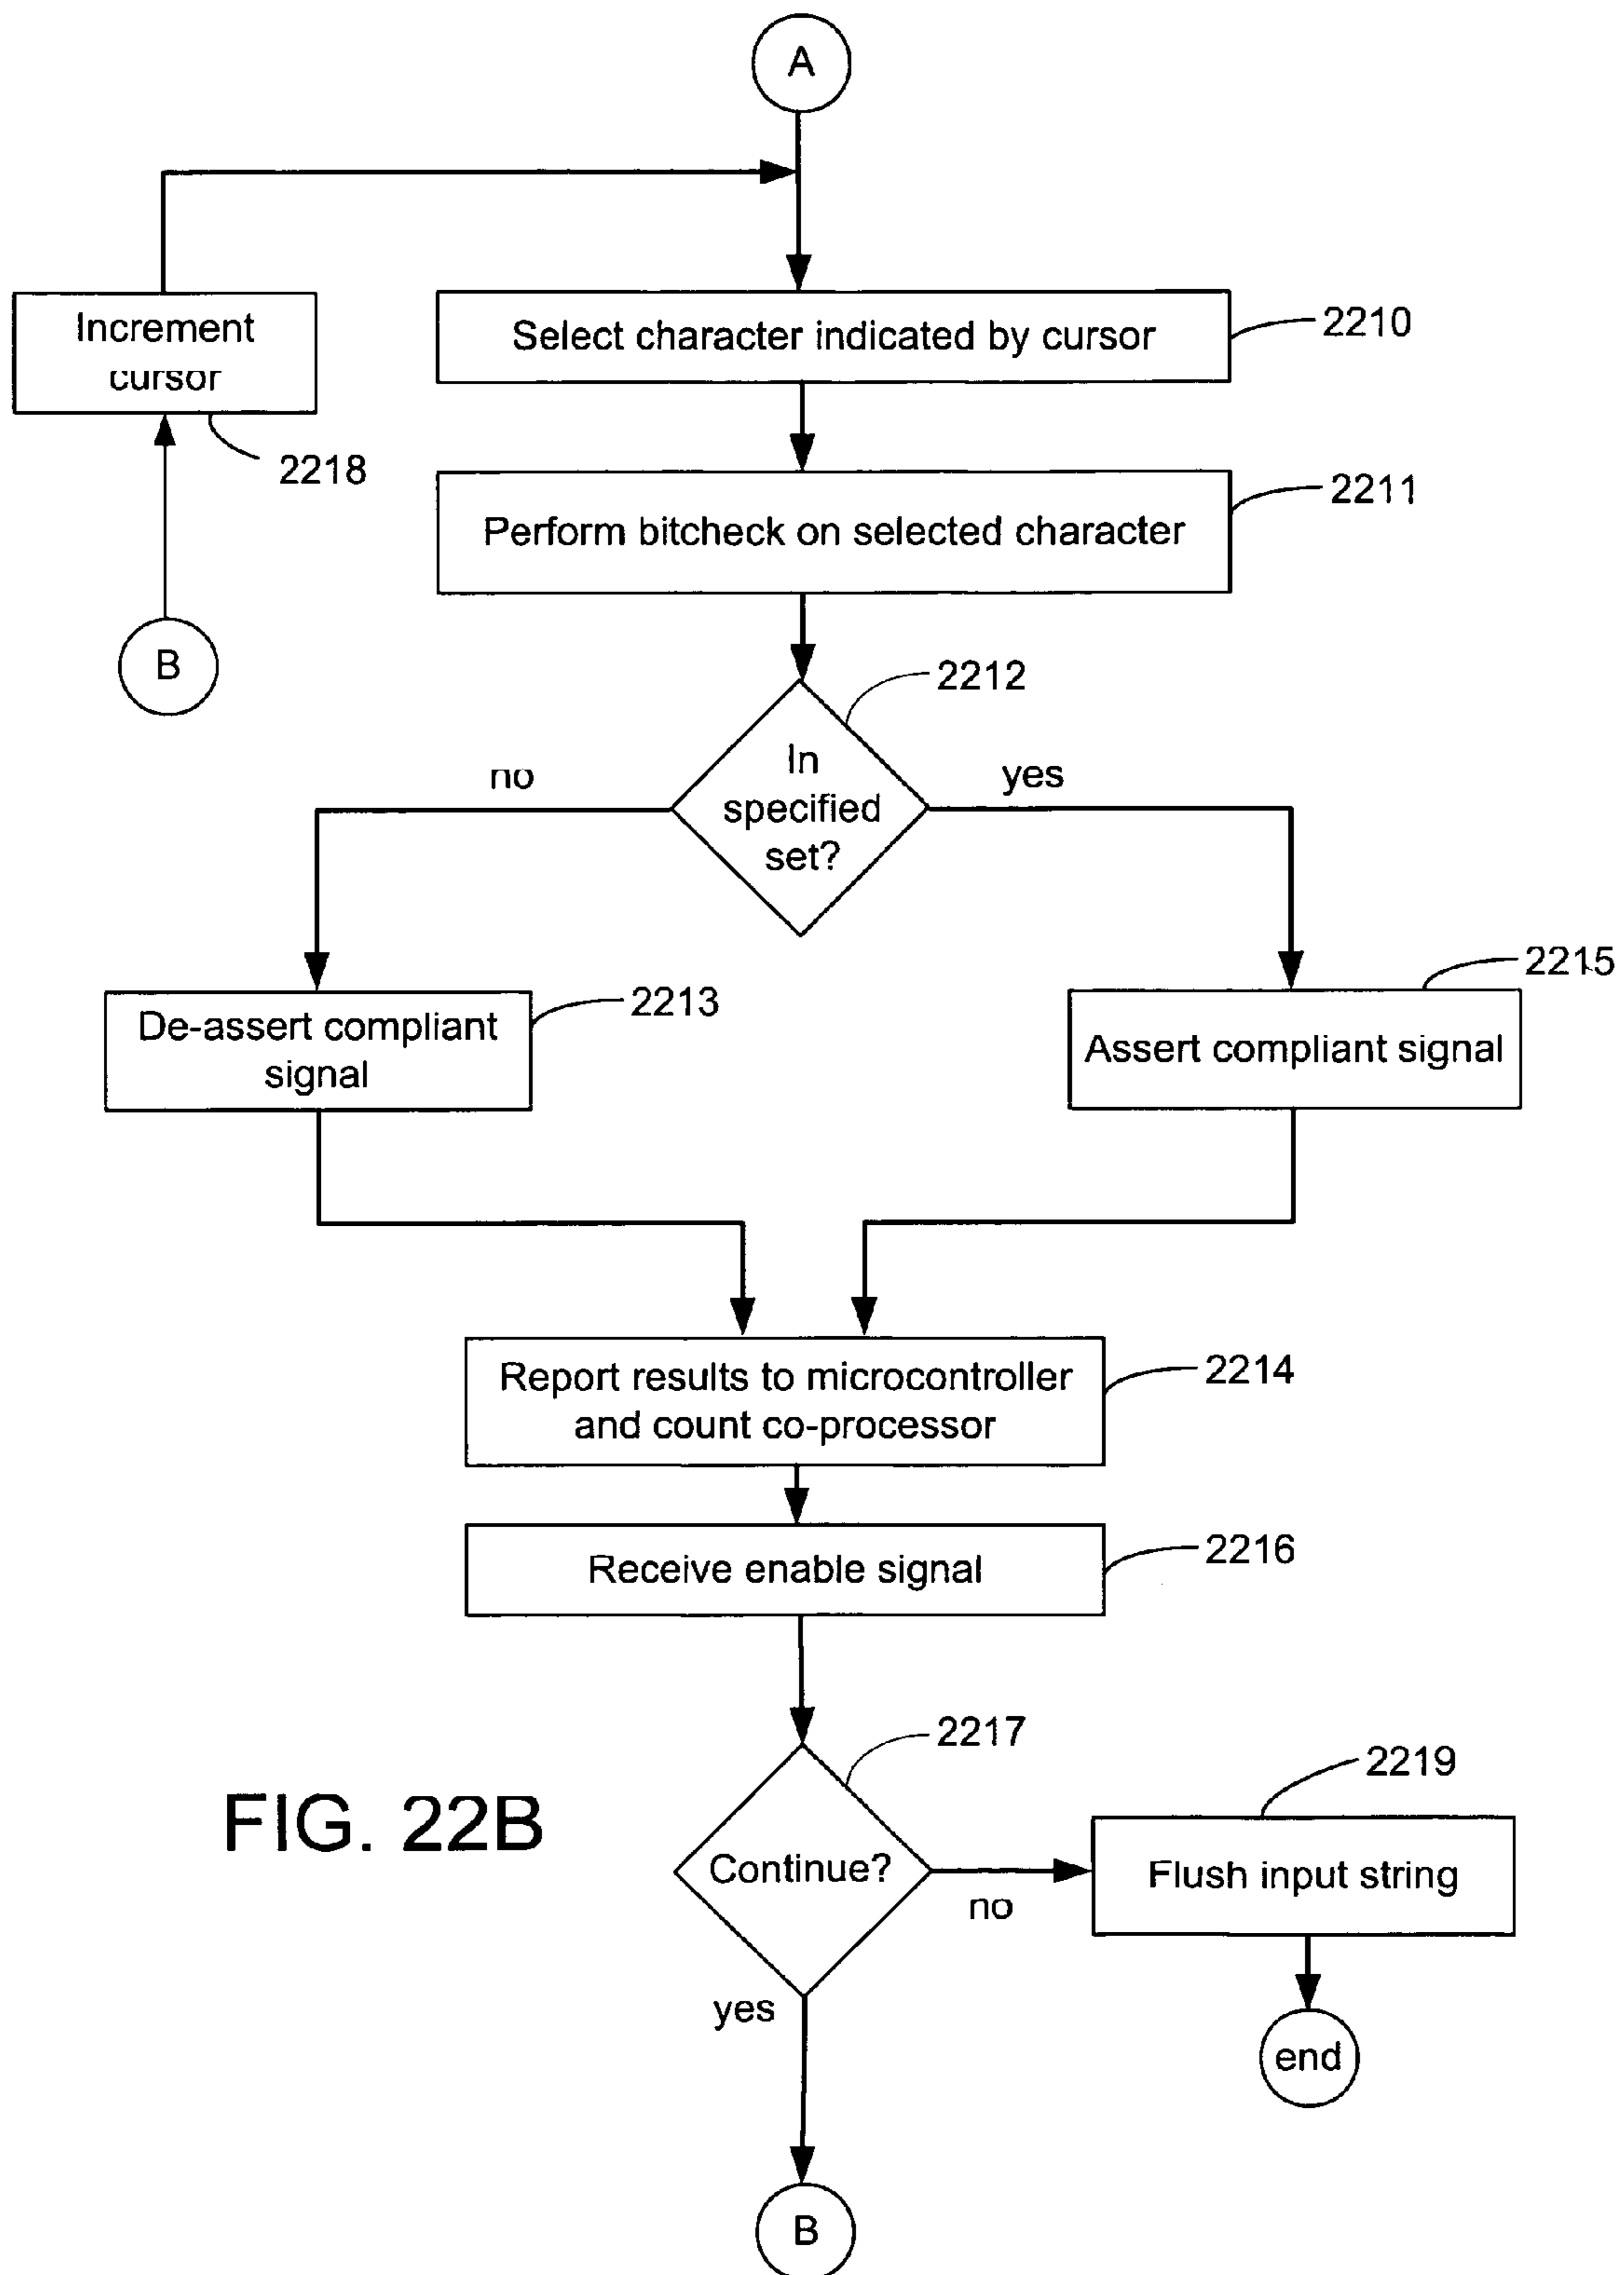 A
Increment
cursor
2218
B
Select character indicated by cursor
2210
Perform bitcheck on selected character
2211
2212
In
specified
set?
no
yes
De-assert compliant
signal
2213
Assert compliant signal
2215
Report results to microcontroller
and count co-processor
2214
Receive enable signal
2216
2217
Continue?
no
yes
2219
Flush input string
end
B
FIG. 22B